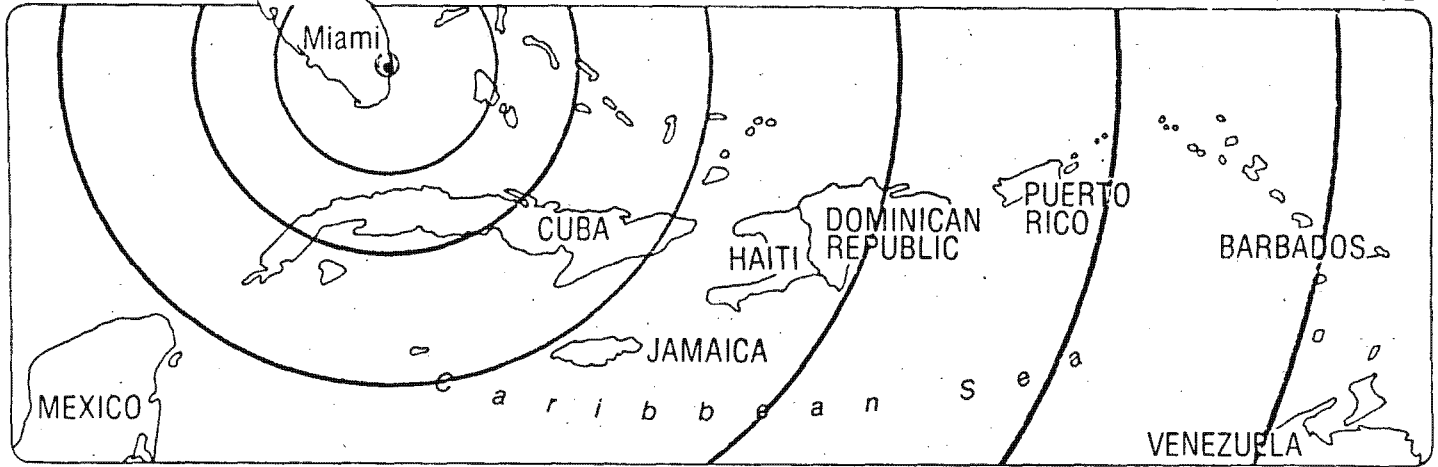 Miami
CUBA
HAITI
DOMINICAN
REPUBLIC
PUERTO
RICO
BARBADOS
JAMAICA
MEXICO
Caribbean Sea
VENEZUELA